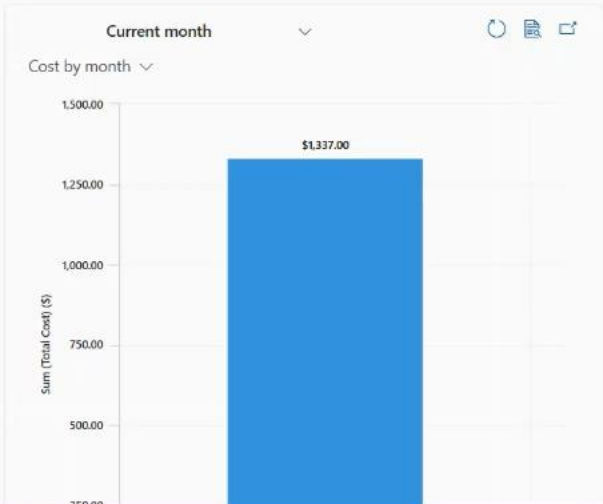 Current month
Cost by month
1,500.00
$1,337.00
1,250.00
1,000.00
Sum (Total Cost) ($)
750.00
500.00